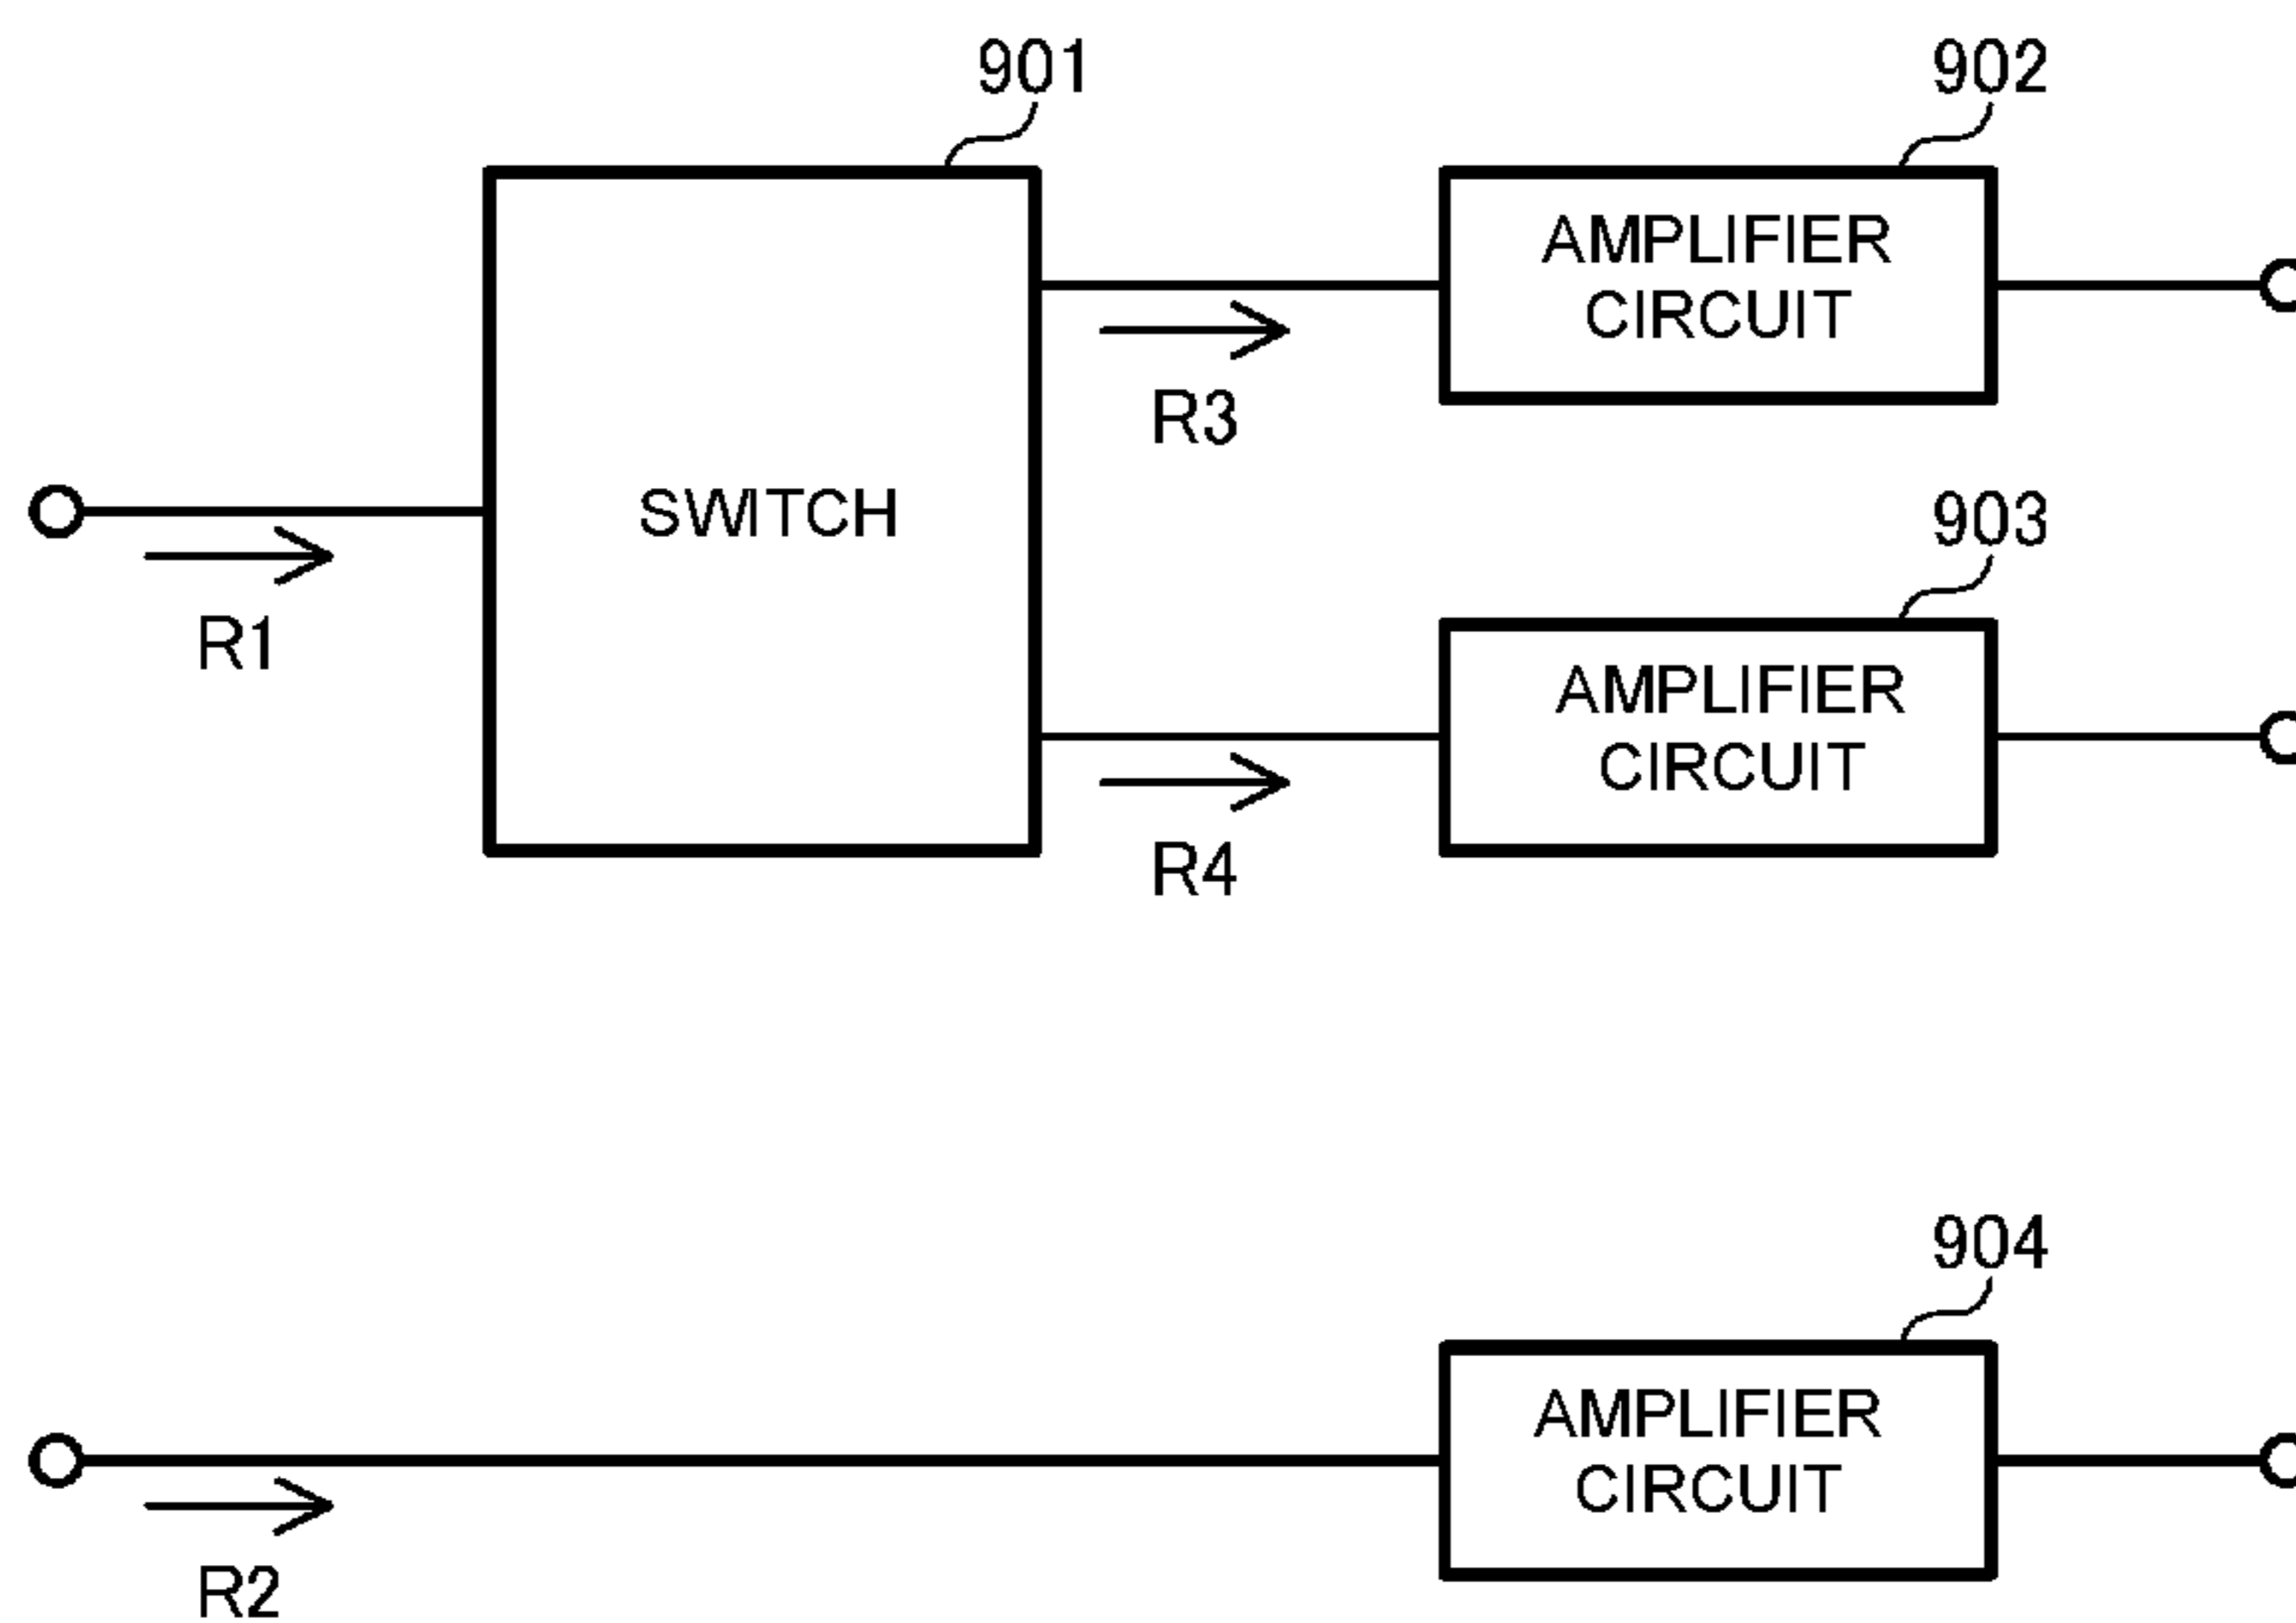 901
902
AMPLIFIER
CIRCUIT
R3
SWITCH
R1
903
AMPLIFIER
CIRCUIT
R4
904
AMPLIFIER
CIRCUIT
R2